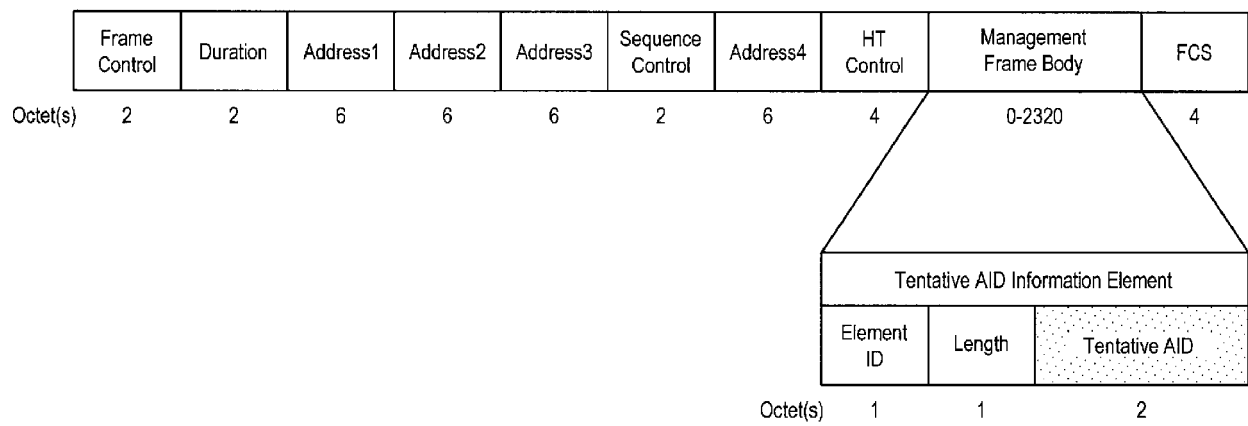 Frame Control Duration Address1 Address2 Address3 Sequence Control Address4 HT Control Management Frame Body FCS
Octet(s) 2 2 6 6 6 2 6 4 0-2320 4
Tentative AID Information Element
Element ID Length Tentative AID
Octet(s) 1 1 2